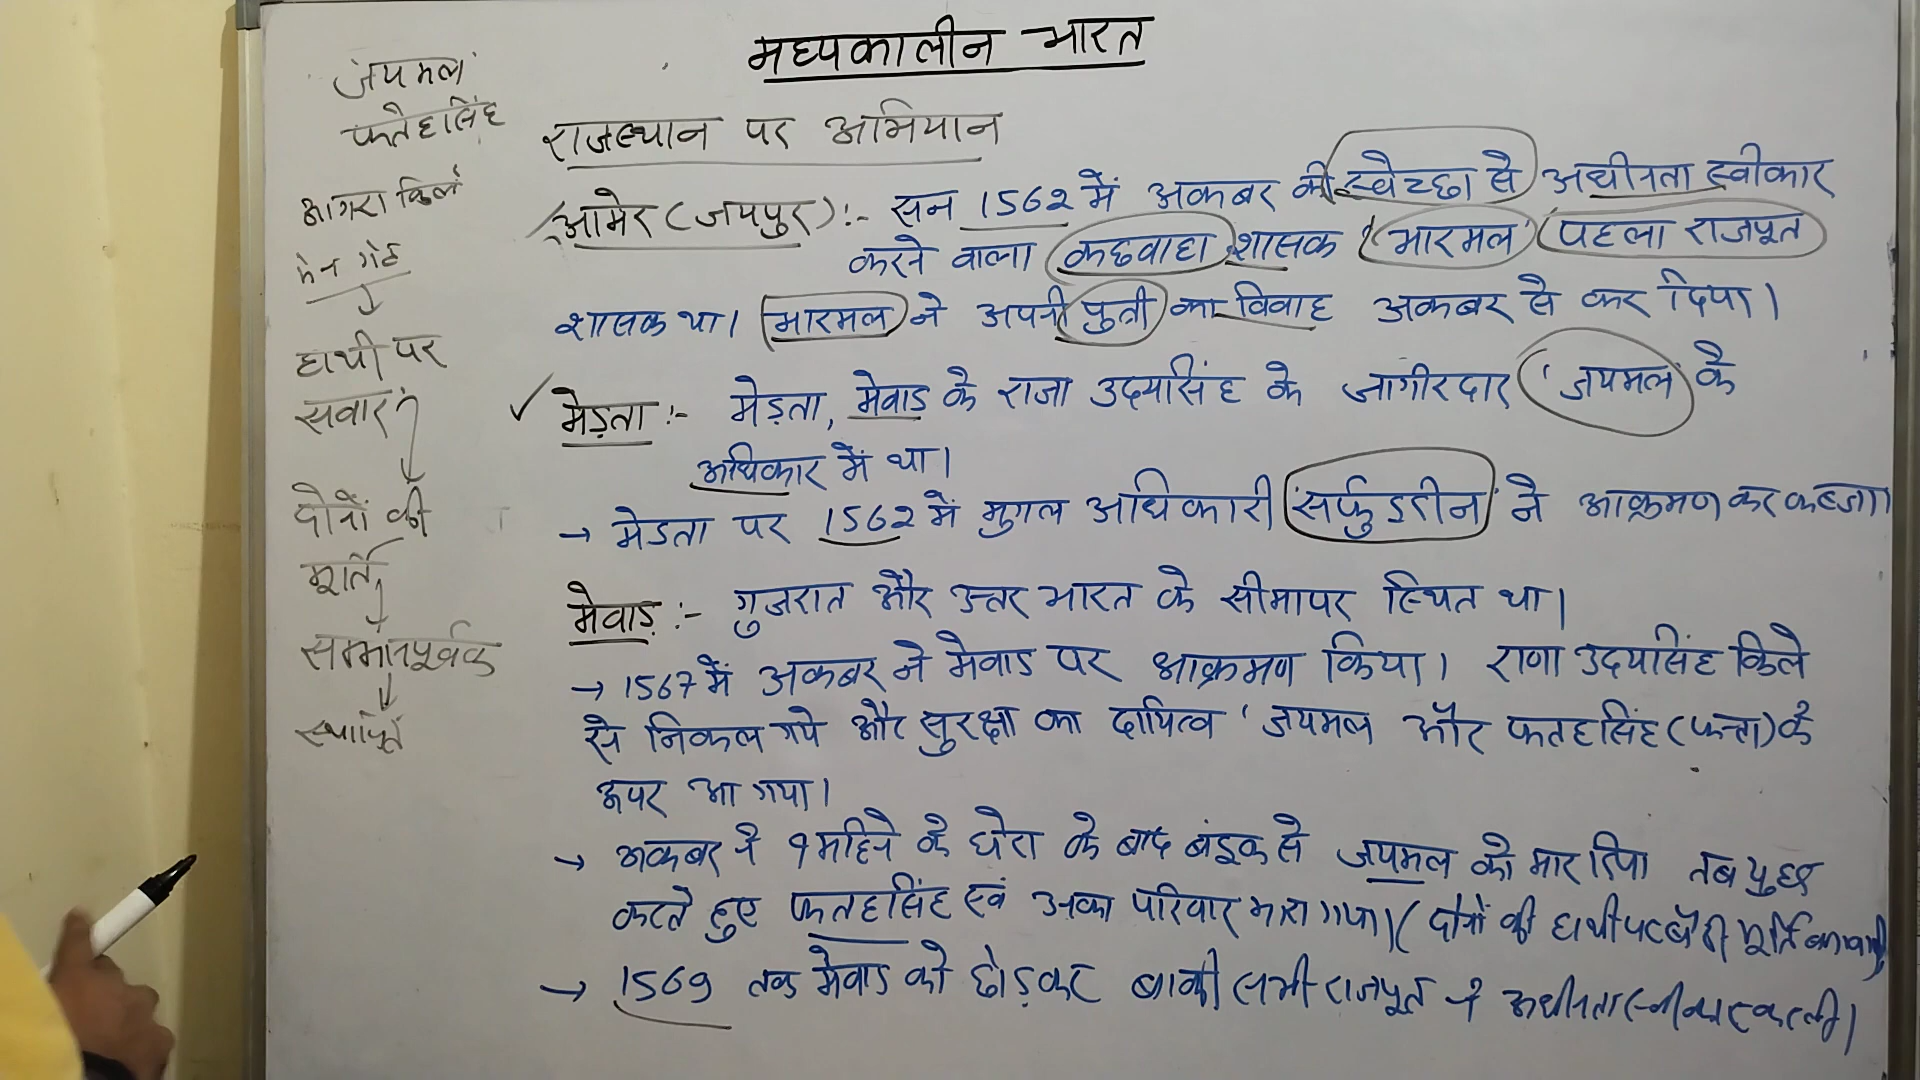 मध्यकालीन भारत
राजस्थान पर अभियान
आमेर (जयपुर) :- सन 1562 में अकबर की स्वेच्छा से अधीनता स्वीकार
करने वाला कछवाहा शासक 'भारमल' पहला राजपूत
शासक था। भारमल ने अपनी पुत्री का विवाह अकबर से कर दिया।
मेड़ता :- मेड़ता, मेवाड के राजा उदयसिंह के जागीरदार 'जयमल' के
अधिकार में था।
→ मेडता पर 1562 में मुगल अधिकारी 'सर्फुद्दीन' ने आक्रमण कर कब्जा।
मेवाड़ :- गुजरात और उत्तर भारत के सीमापर स्थित था।
→ 1567 में अकबर ने मेवाड पर आक्रमण किया। राणा उदयसिंह किले
से निकल गये और सुरक्षा का दायित्व 'जयमल और फतहसिंह (फत्ता) के
ऊपर आ गया।
→ अकबर ने १ महिने के घेरा के बाद बंदूक से जयमल को मार दिया तब युद्ध
करते हुए फतहसिंह एवं उनका परिवार मारा गया। (दोनों की हाथी पर बैठी मूर्ति बनवायी
→ 1569 तक मेवाड को छोड़कर बाकी सभी राजपूत ने अधीनता स्वीकार कर ली।
जयमल
फतेहसिंह
आगरा किले
मेन गेट
↓
हाथी पर
सवार
↓
दोनों की
मूर्ति
↓
सम्मानपूर्वक
↓
स्थापित